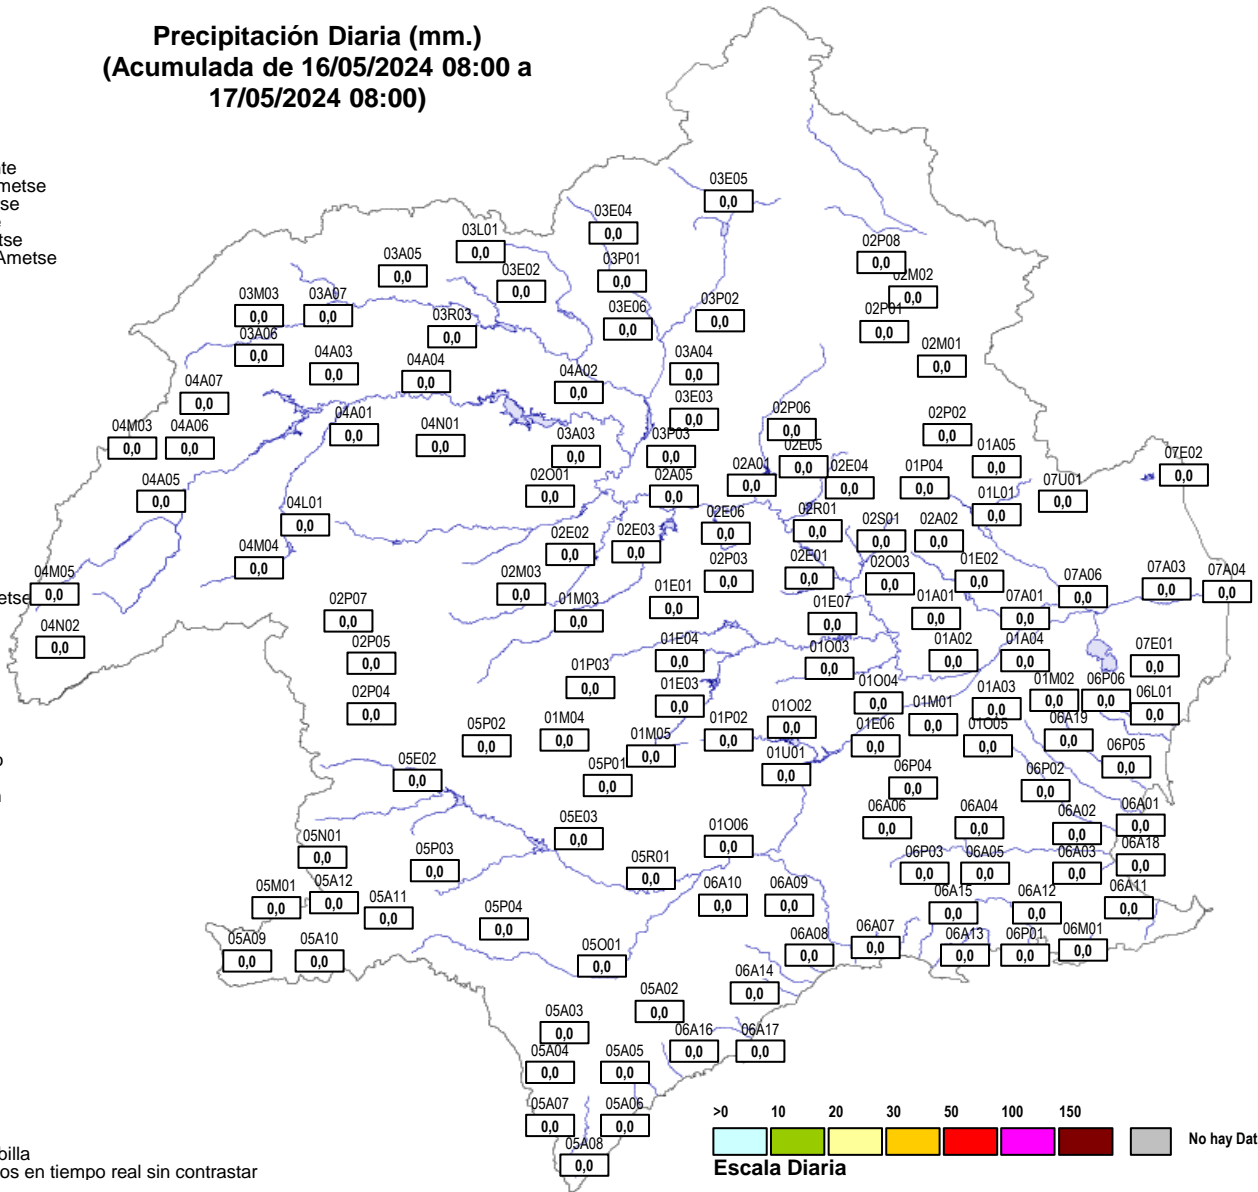 Precipitación Diaria (mm.)
(Acumulada de 16/05/2024 08:00 a
17/05/2024 08:00)
nte
Ametse
tse
e
tse
Ametse
03E05
0,0
03E04
0,0
03L01
0,0
03A05
0,0
03P01
0,0
03E02
0,0
02P08
0,0
02M02
0,0
03M03
0,0
03A07
0,0
03R03
0,0
03E06
0,0
03P02
0,0
02P01
0,0
03A06
0,0
04A03
0,0
04A04
0,0
04A02
0,0
03A04
0,0
02M01
0,0
04A07
0,0
03E03
0,0
04M03
0,0
04A06
0,0
04A01
0,0
04N01
0,0
03A03
0,0
03P03
0,0
02P06
0,0
02E05
0,0
02P02
0,0
01A05
0,0
07E02
0,0
04A05
0,0
02O01
0,0
02A05
0,0
02A01
0,0
02E04
0,0
01P04
0,0
01L01
0,0
07U01
0,0
04L01
0,0
02E06
0,0
02R01
0,0
02S01
0,0
02A02
0,0
04M04
0,0
02E02
0,0
02E03
0,0
02P03
0,0
02E01
0,0
02O03
0,0
01E02
0,0
07A06
0,0
07A03
0,0
07A04
0,0
04M05
0,0
etse
02M03
0,0
01M03
0,0
01E01
0,0
01E07
0,0
01A01
0,0
07A01
0,0
04N02
0,0
02P07
0,0
02P05
0,0
01E04
0,0
01O03
0,0
01A02
0,0
01A04
0,0
07E01
0,0
02P04
0,0
01P03
0,0
01E03
0,0
01O04
0,0
01M01
0,0
01A03
0,0
01M02
0,0
06P06
0,0
06L01
0,0
05P02
0,0
01M04
0,0
01M05
0,0
01P02
0,0
01O02
0,0
01E06
0,0
01O05
0,0
06A19
0,0
06P05
0,0
o
05E02
0,0
05P01
0,0
01U01
0,0
06P04
0,0
06P02
0,0
05E03
0,0
01O06
0,0
06A06
0,0
06A04
0,0
06A02
0,0
06A01
0,0
05N01
0,0
05P03
0,0
05R01
0,0
06P03
0,0
06A05
0,0
06A03
0,0
06A18
0,0
05M01
0,0
05A12
0,0
05A11
0,0
06A10
0,0
06A09
0,0
06A15
0,0
06A12
0,0
06A11
0,0
05P04
0,0
05A09
0,0
05A10
0,0
05O01
0,0
06A08
0,0
06A07
0,0
06A13
0,0
06P01
0,0
06M01
0,0
06A14
0,0
05A02
0,0
05A03
0,0
06A16
0,0
06A17
0,0
05A04
0,0
05A05
0,0
05A07
0,0
05A06
0,0
05A08
0,0
>0 10 20 30 50 100 150
No hay Dat
Escala Diaria
billa
os en tiempo real sin contrastar